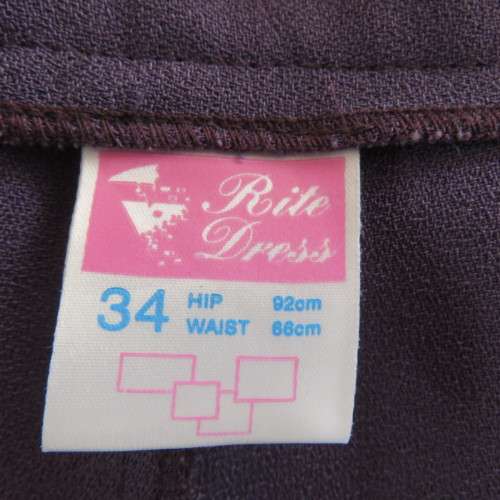 Rite
Dress
34 HIP 92cm
WAIST 66cm